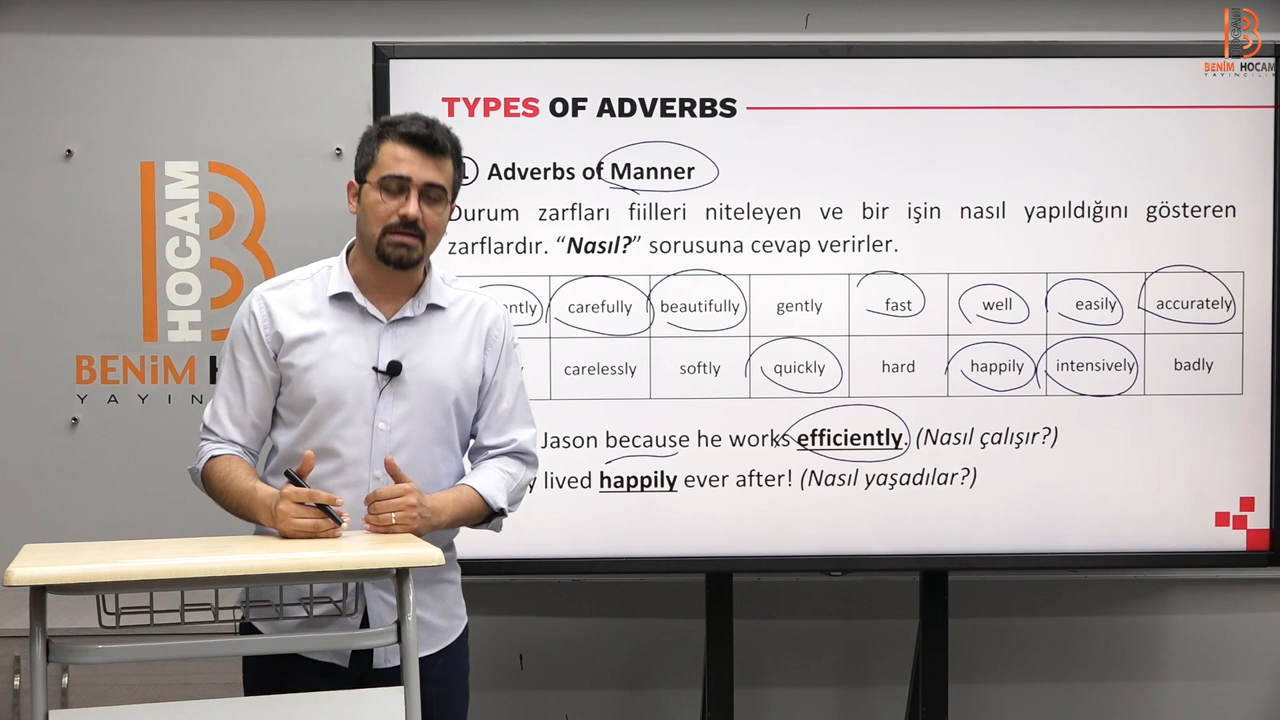 HOCAM
BENİM HOCAM
YAYINCILIK
TYPES OF ADVERBS
1 Adverbs of Manner
Durum zarfları fiilleri niteleyen ve bir işin nasıl yapıldığını gösteren
zarflardır. “Nasıl?” sorusuna cevap verirler.
carefully beautifully gently fast well easily accurately
carelessly softly quickly hard happily intensively badly
Jason because he works efficiently. (Nasıl çalışır?)
lived happily ever after! (Nasıl yaşadılar?)
HOCAM
BENİM